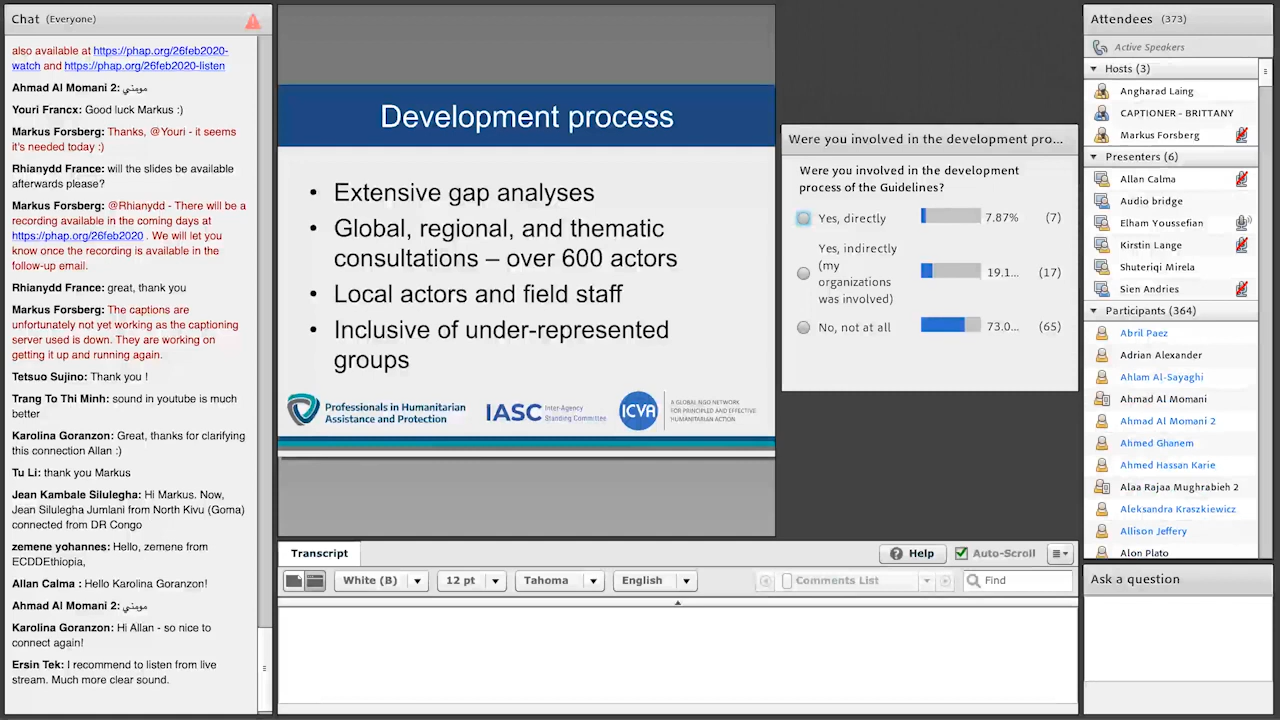 Chat (Everyone)
also available at https://phap.org/26feb2020-
watch and https://phap.org/26feb2020-listen
Ahmad Al Momani 2: مومني
Youri Francx: Good luck Markus :)
Markus Forsberg: Thanks, @Youri - it seems
it's needed today :)
Rhianydd France: will the slides be available
afterwards please?
Markus Forsberg: @Rhianydd - There will be a
recording available in the coming days at
https://phap.org/26feb2020 . We will let you
know once the recording is available in the
follow-up email.
Rhianydd France: great, thank you
Markus Forsberg: The captions are
unfortunately not yet working as the captioning
server used is down. They are working on
getting it up and running again.
Tetsuo Sujino: Thank you !
Trang To Thi Minh: sound in youtube is much
better
Karolina Goranzon: Great, thanks for clarifying
this connection Allan :)
Tu Li: thank you Markus
Jean Kambale Silulegha: Hi Markus. Now,
Jean Silulegha Jumlani from North Kivu (Goma)
connected from DR Congo
zemene yohannes: Hello, zemene from
ECDDEthiopia,
Allan Calma : Hello Karolina Goranzon!
Ahmad Al Momani 2: مومني
Karolina Goranzon: Hi Allan - so nice to
connect again!
Ersin Tek: I recommend to listen from live
stream. Much more clear sound.
Development process
• Extensive gap analyses
• Global, regional, and thematic
consultations – over 600 actors
• Local actors and field staff
• Inclusive of under-represented
groups
Professionals in Humanitarian
Assistance and Protection
IASC Inter-Agency
Standing Committee
ICVA
A GLOBAL NGO NETWORK
FOR PRINCIPLED AND EFFECTIVE
HUMANITARIAN ACTION
Were you involved in the development pro...
Were you involved in the development
process of the Guidelines?
Yes, directly 7.87% (7)
Yes, indirectly
(my
organizations 19.1... (17)
was involved)
No, not at all 73.0... (65)
Transcript
Help
Auto-Scroll
White (B) 12 pt Tahoma English Comments List Find
Attendees (373)
Active Speakers
Hosts (3)
Angharad Laing
CAPTIONER - BRITTANY
Markus Forsberg
Presenters (6)
Allan Calma
Audio bridge
Elham Youssefian
Kirstin Lange
Shuteriqi Mirela
Sien Andries
Participants (364)
Abril Paez
Adrian Alexander
Ahlam Al-Sayaghi
Ahmad Al Momani
Ahmad Al Momani 2
Ahmed Ghanem
Ahmed Hassan Karie
Alaa Rajaa Mughrabieh 2
Aleksandra Kraszkiewicz
Allison Jeffery
Alon Plato
Ask a question